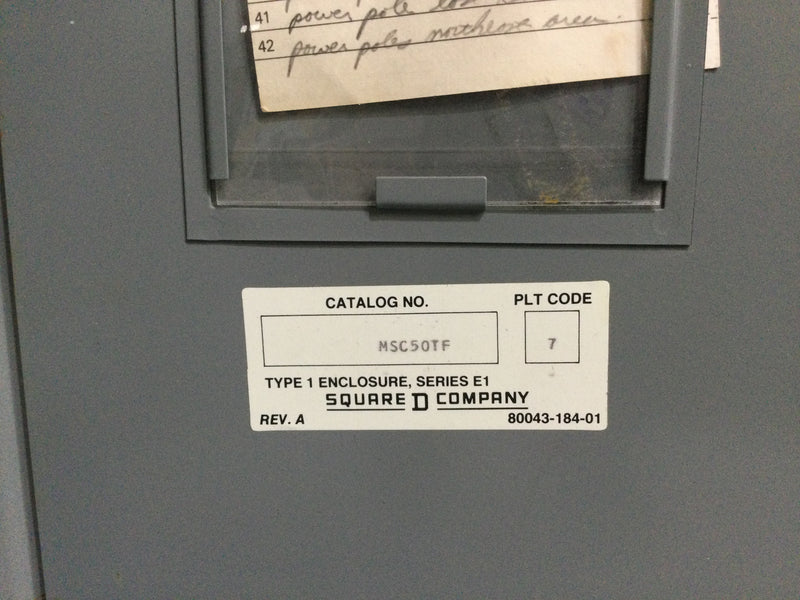 41 power pole
42 power poles northeast area.
CATALOG NO. PLT CODE
MSC50TF 7
TYPE 1 ENCLOSURE, SERIES E1
SQUARE D COMPANY
REV. A 80043-184-01